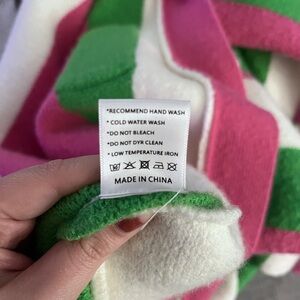 *RECOMMEND HAND WASH
* COLD WATER WASH
*DO NOT BLEACH
*DO NOT DYR CLEAN
* LOW TEMPERATURE IRON
MADE IN CHINA